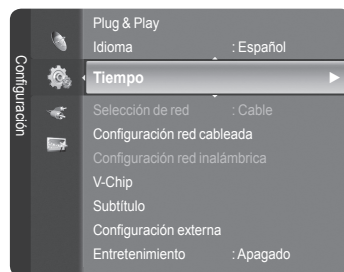 Configuración
Plug & Play
Idioma : Español
Tiempo
Selección de red : Cable
Configuración red cableada
Configuración red inalámbrica
V-Chip
Subtítulo
Configuración externa
Entretenimiento : Apagado